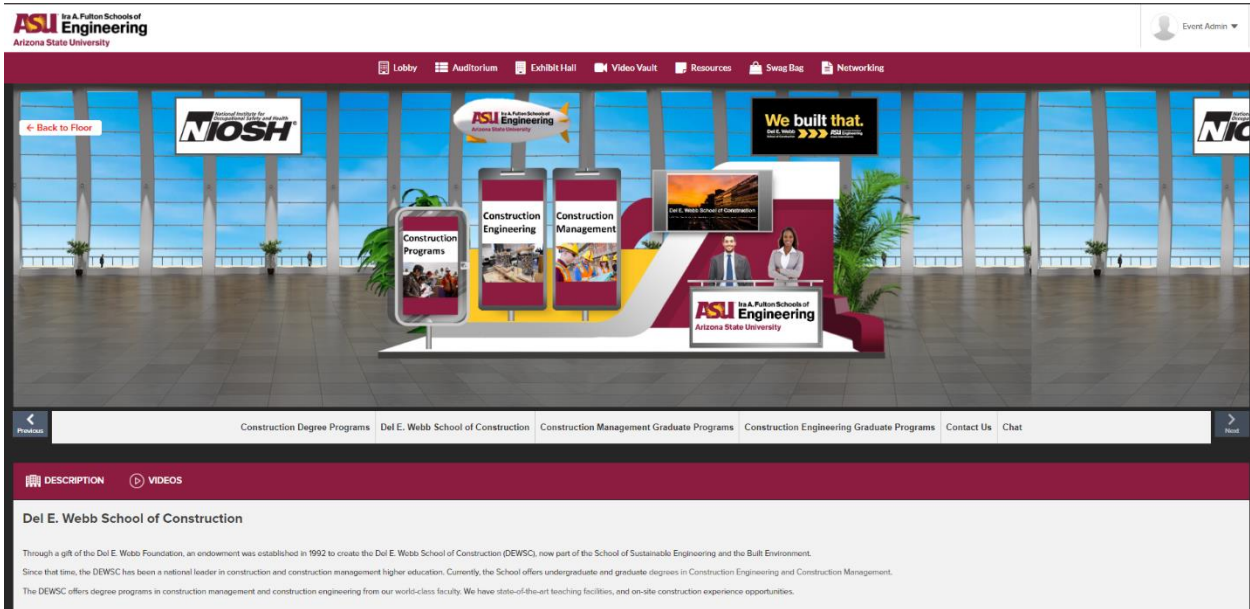 ASU Ira A. Fulton Schools of
Engineering
Arizona State University
Event Admin
Lobby
Auditorium
Exhibit Hall
Video Vault
Resources
Swag Bag
Networking
← Back to Floor
National Institute for
Occupational Safety and Health
NIOSH
ASU Ira A. Fulton Schools of
Engineering
Arizona State University
We built that.
Del E. Webb
School of Construction
ASU Engineering
Construction
Programs
Construction
Engineering
Construction
Management
Del E. Webb School of Construction
ASU Ira A. Fulton Schools of
Engineering
Arizona State University
Previous
Construction Degree Programs
Del E. Webb School of Construction
Construction Management Graduate Programs
Construction Engineering Graduate Programs
Contact Us
Chat
Next
DESCRIPTION
VIDEOS
Del E. Webb School of Construction
Through a gift of the Del E. Webb Foundation, an endowment was established in 1992 to create the Del E. Webb School of Construction (DEWSC), now part of the School of Sustainable Engineering and the Built Environment.
Since that time, the DEWSC has been a national leader in construction and construction management higher education. Currently, the School offers undergraduate and graduate degrees in Construction Engineering and Construction Management.
The DEWSC offers degree programs in construction management and construction engineering from our world-class faculty. We have state-of-the-art teaching facilities, and on-site construction experience opportunities.